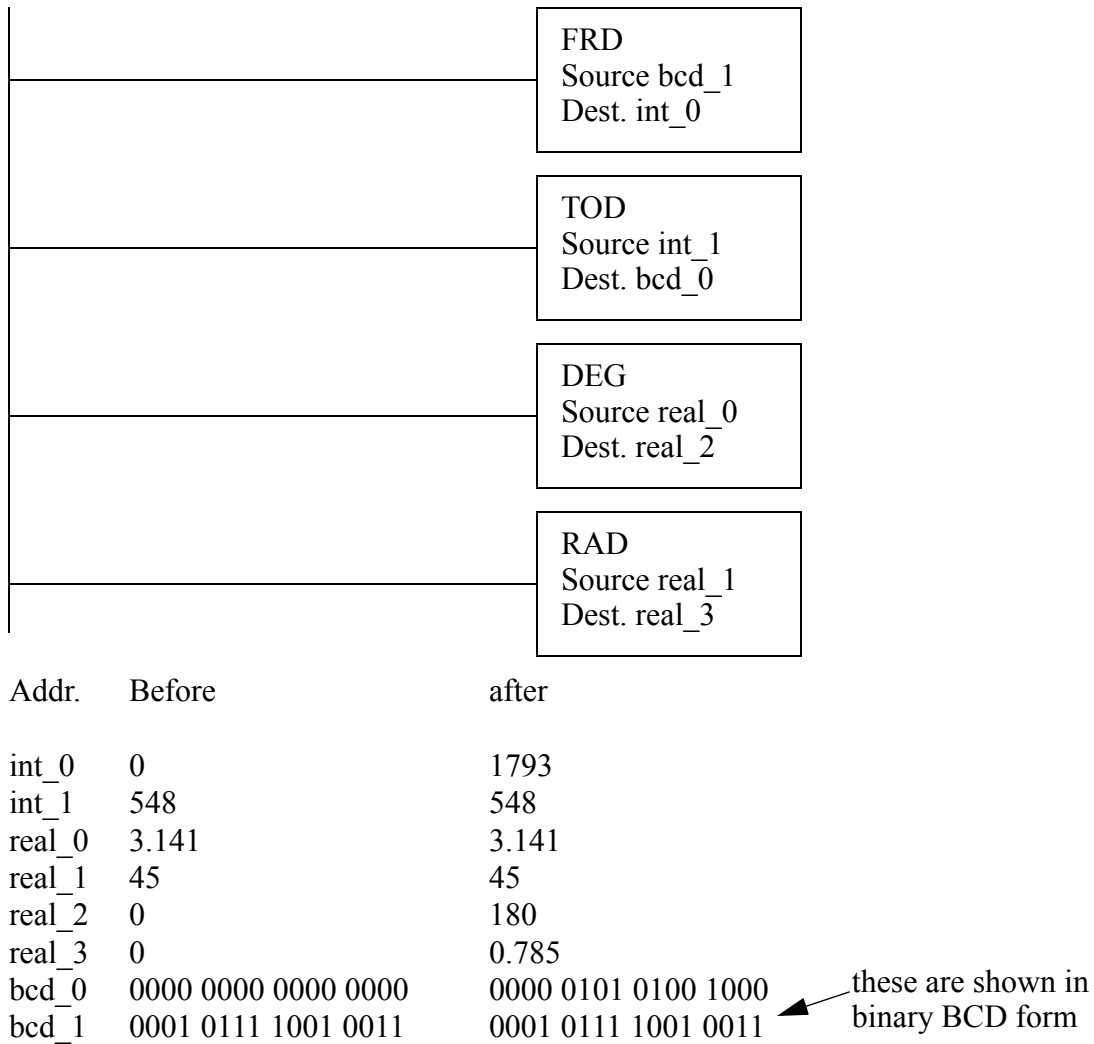 FRD
Source bcd_1
Dest. int_0
TOD
Source int_1
Dest. bcd_0
DEG
Source real_0
Dest. real_2
RAD
Source real_1
Dest. real_3
Addr. Before after
int_0 0 1793
int_1 548 548
real_0 3.141 3.141
real_1 45 45
real_2 0 180
real_3 0 0.785
bcd_0 0000 0000 0000 0000 0000 0101 0100 1000
bcd_1 0001 0111 1001 0011 0001 0111 1001 0011
these are shown in
binary BCD form